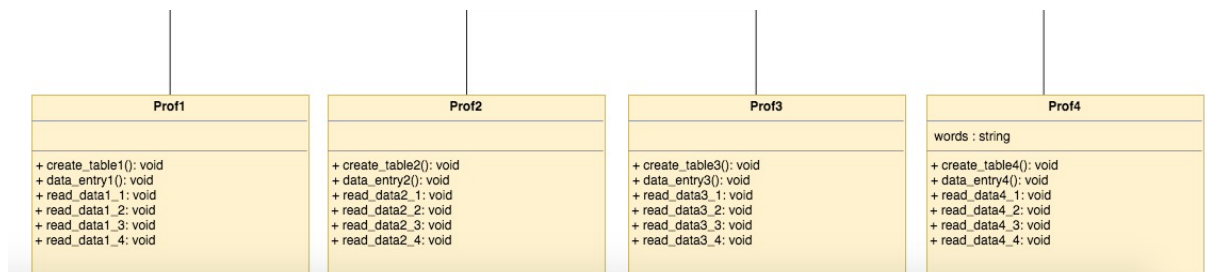 Prof1
+ create_table1(): void
+ data_entry1(): void
+ read_data1_1: void
+ read_data1_2: void
+ read_data1_3: void
+ read_data1_4: void
Prof2
+ create_table2(): void
+ data_entry2(): void
+ read_data2_1: void
+ read_data2_2: void
+ read_data2_3: void
+ read_data2_4: void
Prof3
+ create_table3(): void
+ data_entry3(): void
+ read_data3_1: void
+ read_data3_2: void
+ read_data3_3: void
+ read_data3_4: void
Prof4
words : string
+ create_table4(): void
+ data_entry4(): void
+ read_data4_1: void
+ read_data4_2: void
+ read_data4_3: void
+ read_data4_4: void